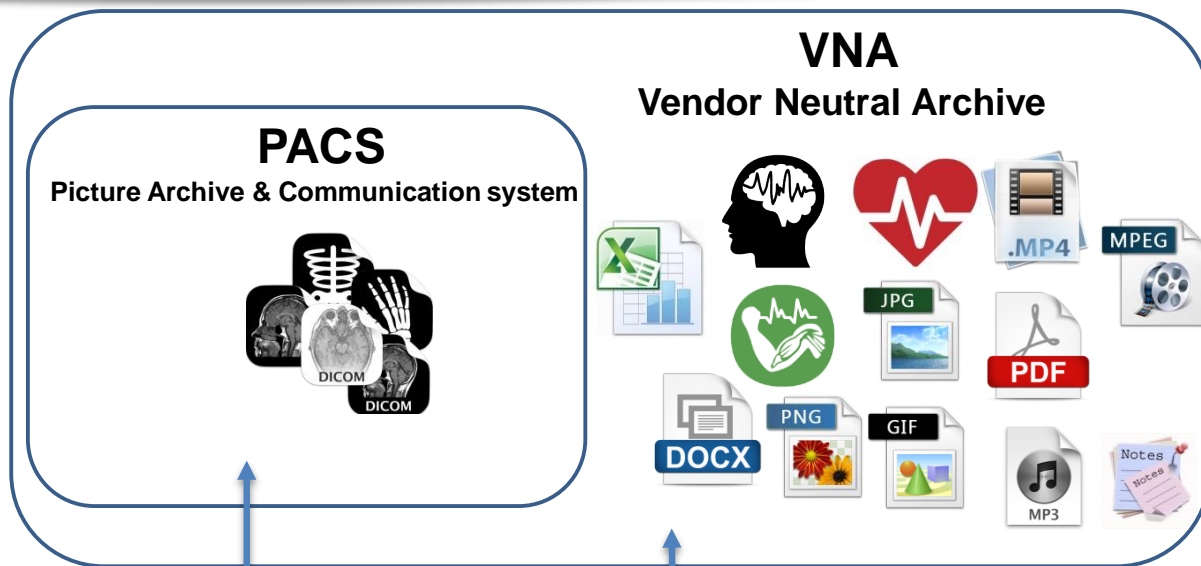 VNA
Vendor Neutral Archive
PACS
Picture Archive & Communication system
.MP4
MPEG
X
JPG
PDF
DICOM
DICOM
DOCX
PNG
GIF
MP3
Notes
Notes